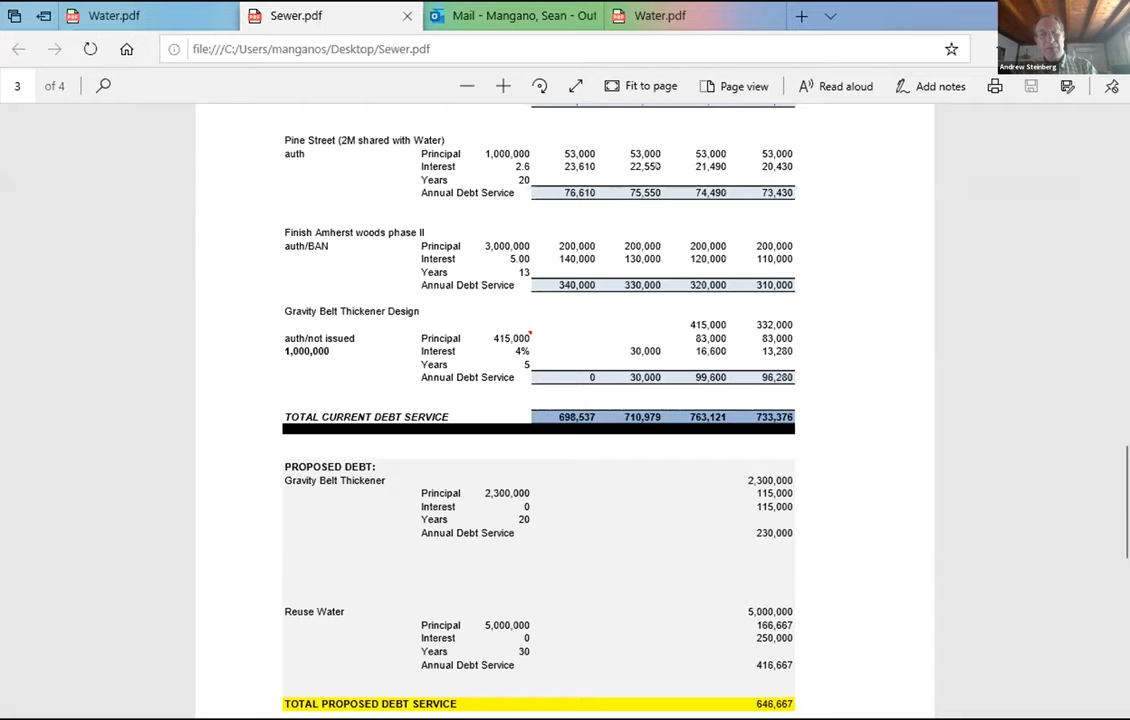 Water.pdf
Sewer.pdf
Mail - Mangano, Sean - Out
Water.pdf
file:///C:/Users/manganos/Desktop/Sewer.pdf
Andrew Steinberg
3 of 4
Fit to page
Page view
Read aloud
Add notes
Pine Street (2M shared with Water)
auth Principal 1,000,000 53,000 53,000 53,000 53,000
Interest 2.6 23,610 22,550 21,490 20,430
Years 20
Annual Debt Service 76,610 75,550 74,490 73,430
Finish Amherst woods phase II
auth/BAN Principal 3,000,000 200,000 200,000 200,000 200,000
Interest 5.00 140,000 130,000 120,000 110,000
Years 13
Annual Debt Service 340,000 330,000 320,000 310,000
Gravity Belt Thickener Design
415,000 332,000
auth/not issued Principal 415,000 83,000 83,000
1,000,000 Interest 4% 30,000 16,600 13,280
Years 5
Annual Debt Service 0 30,000 99,600 96,280
TOTAL CURRENT DEBT SERVICE 698,537 710,979 763,121 733,376
PROPOSED DEBT:
Gravity Belt Thickener 2,300,000
Principal 2,300,000 115,000
Interest 0 115,000
Years 20
Annual Debt Service 230,000
Reuse Water 5,000,000
Principal 5,000,000 166,667
Interest 0 250,000
Years 30
Annual Debt Service 416,667
TOTAL PROPOSED DEBT SERVICE 646,667